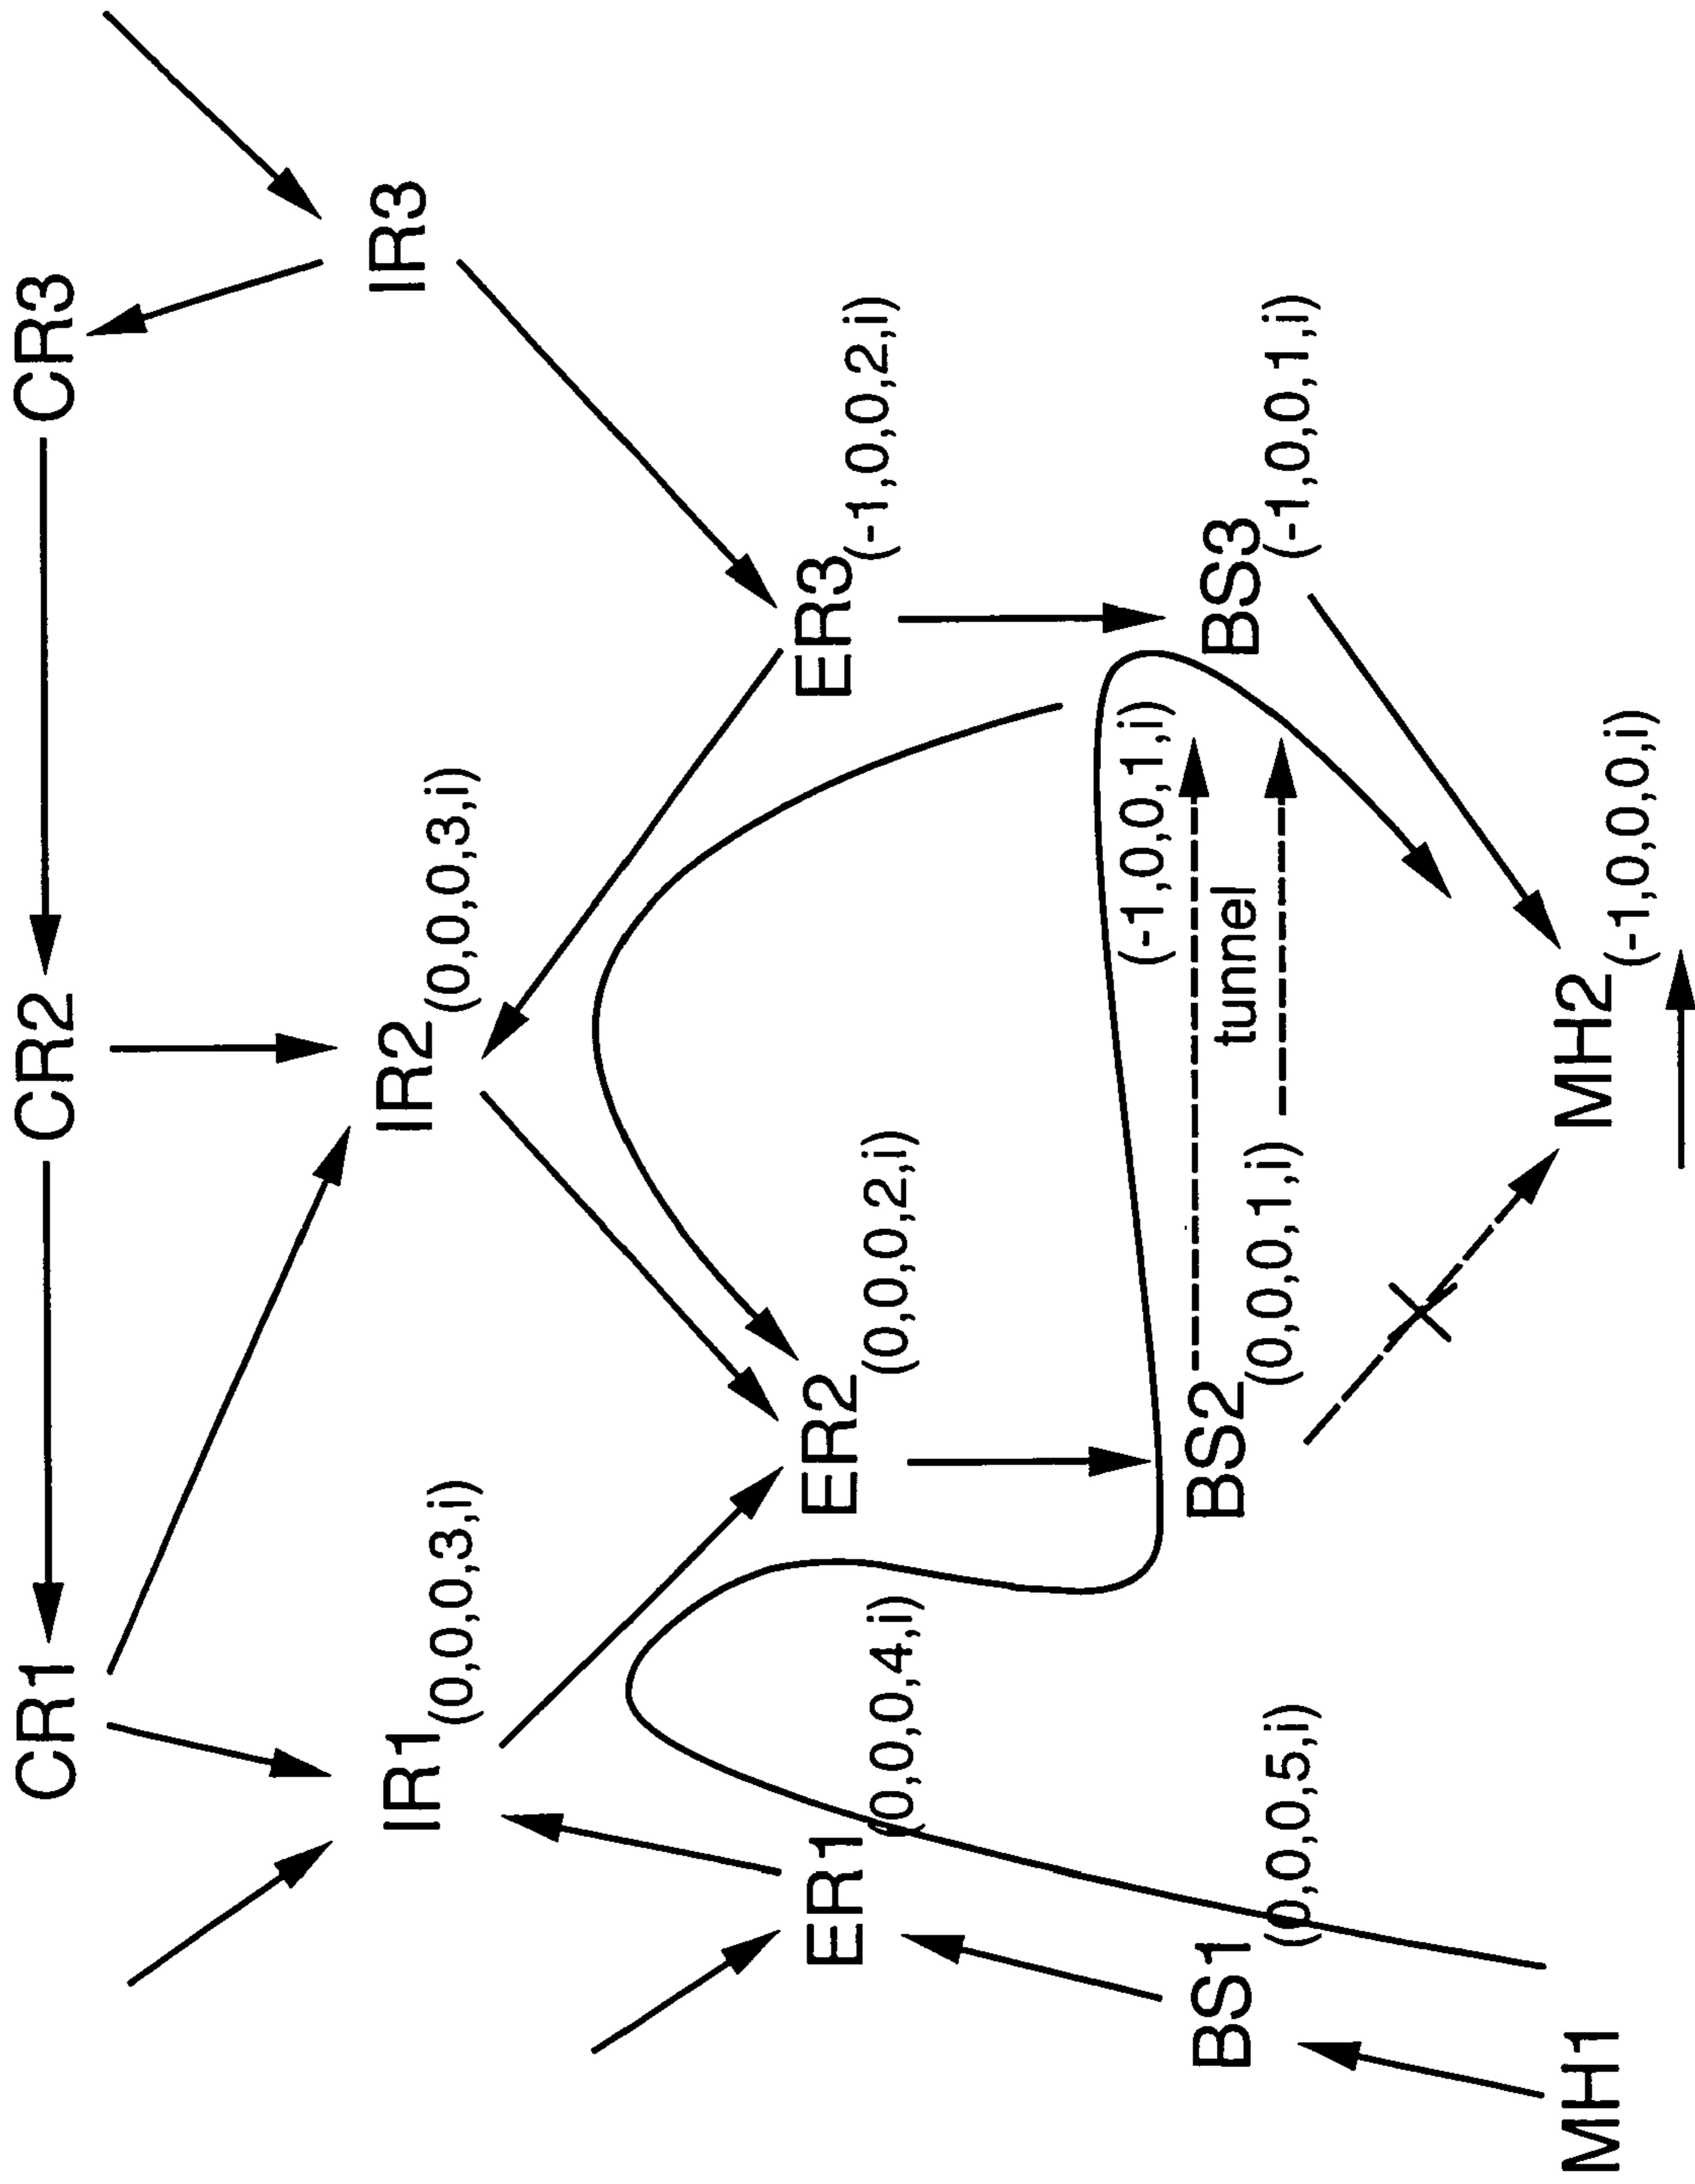 CR1
CR2
CR3
IR1
(0,0,0,3,i)
IR2
(0,0,0,3,i)
IR3
ER1
(0,0,0,4,i)
ER2
(0,0,0,2,i)
ER3
(-1,0,0,2,i)
BS1
(0,0,0,5,i)
BS2
(0,0,0,1,i)
(-1,0,0,1,i)
tunnel
BS3
(-1,0,0,1,i)
MH1
MH2
(-1,0,0,0,i)